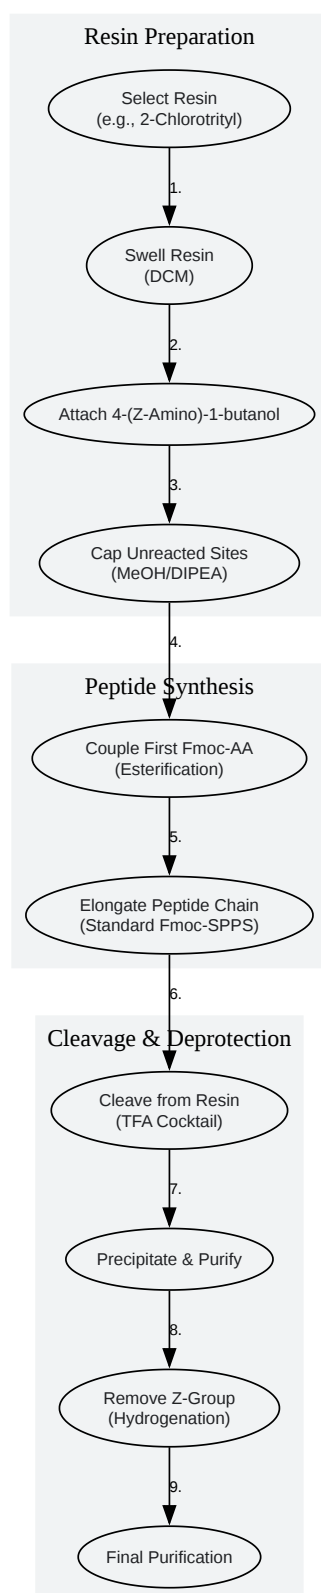 Resin Preparation
Select Resin
(e.g., 2-Chlorotrityl)
1.
Swell Resin
(DCM)
2.
Attach 4-(Z-Amino)-1-butanol
3.
Cap Unreacted Sites
(MeOH/DIPEA)
4.
Peptide Synthesis
Couple First Fmoc-AA
(Esterification)
5.
Elongate Peptide Chain
(Standard Fmoc-SPPS)
6.
Cleavage & Deprotection
Cleave from Resin
(TFA Cocktail)
7.
Precipitate & Purify
8.
Remove Z-Group
(Hydrogenation)
9.
Final Purification